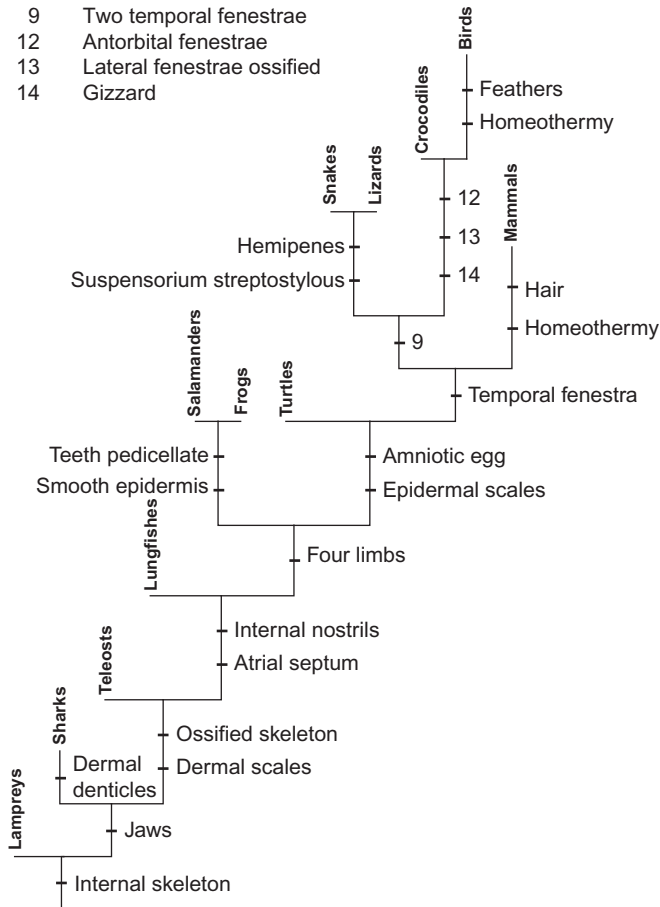 9 Two temporal fenestrae
12 Antorbital fenestrae
13 Lateral fenestrae ossified
14 Gizzard
Birds
Feathers
Crocodiles
Homeothermy
Snakes
Lizards
12
Mammals
Hemipenes
13
Suspensorium streptostylous
14
Hair
Homeothermy
9
Salamanders
Frogs
Turtles
Temporal fenestra
Teeth pedicellate
Amniotic egg
Smooth epidermis
Epidermal scales
Lungfishes
Four limbs
Internal nostrils
Teleosts
Atrial septum
Sharks
Ossified skeleton
Dermal
denticles
Dermal scales
Lampreys
Jaws
Internal skeleton